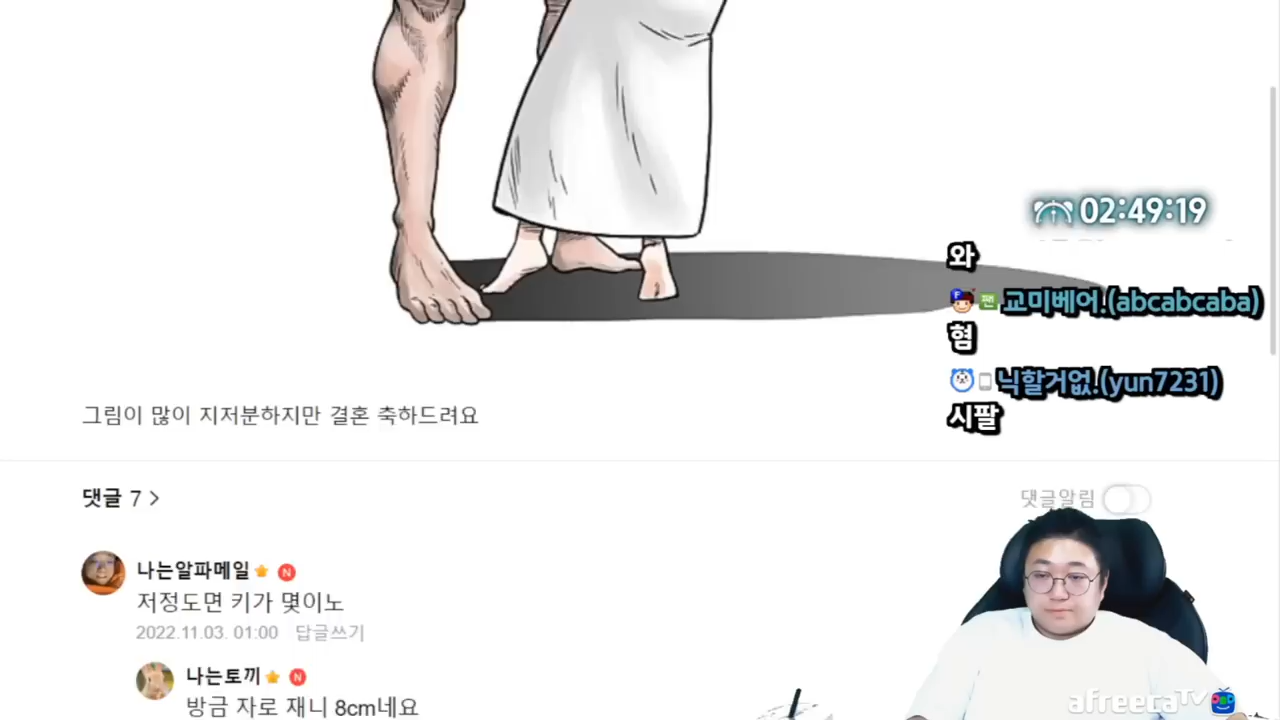 02:49:19
와
팬 교미베어.(abcabcaba)
혐
닉할거없.(yun7231)
시팔
그림이 많이 지저분하지만 결혼 축하드려요
댓글 7 >
댓글알림
나는알파메일 N
저정도면 키가 몇이노
2022.11.03. 01:00 답글쓰기
나는토끼 N
방금 자로 재니 8cm네요
afreecaTV